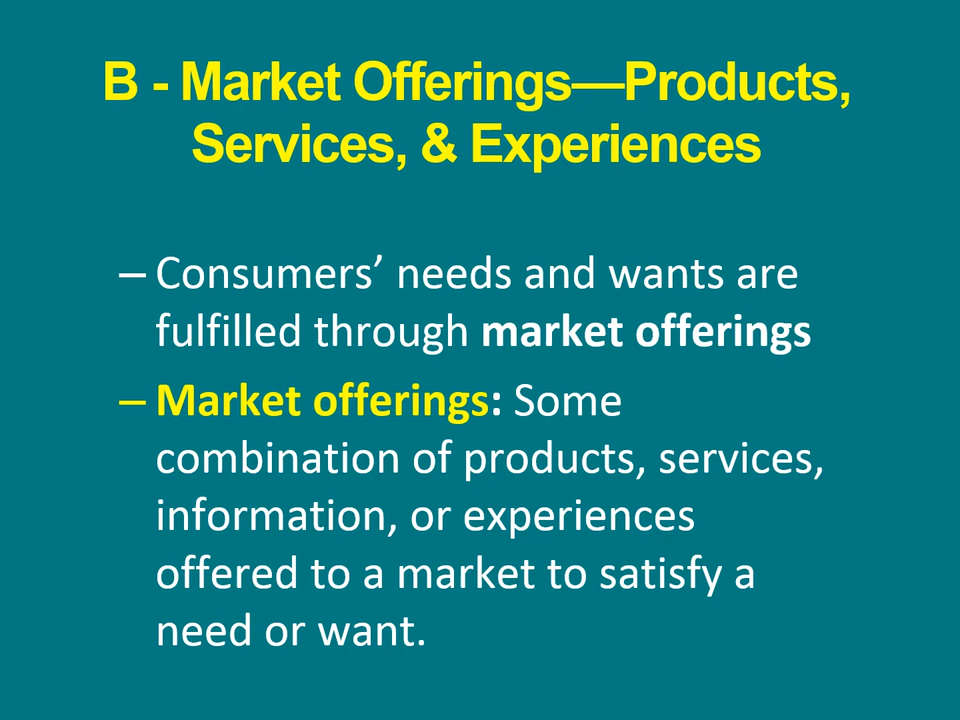 B - Market Offerings—Products,
Services, & Experiences
– Consumers’ needs and wants are
fulfilled through market offerings
– Market offerings: Some
combination of products, services,
information, or experiences
offered to a market to satisfy a
need or want.